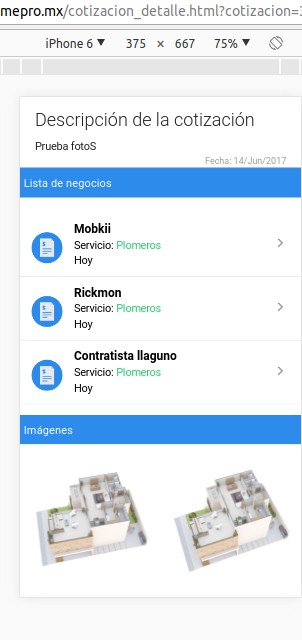 mepro.mx/cotizacion_detalle.html?cotizacion=
iPhone 6 ▼ 375 × 667 75% ▼
Descripción de la cotización
Prueba fotoS
Fecha: 14/Jun/2017
Lista de negocios
Mobkii
Servicio: Plomeros
Hoy
Rickmon
Servicio: Plomeros
Hoy
Contratista llaguno
Servicio: Plomeros
Hoy
Imágenes